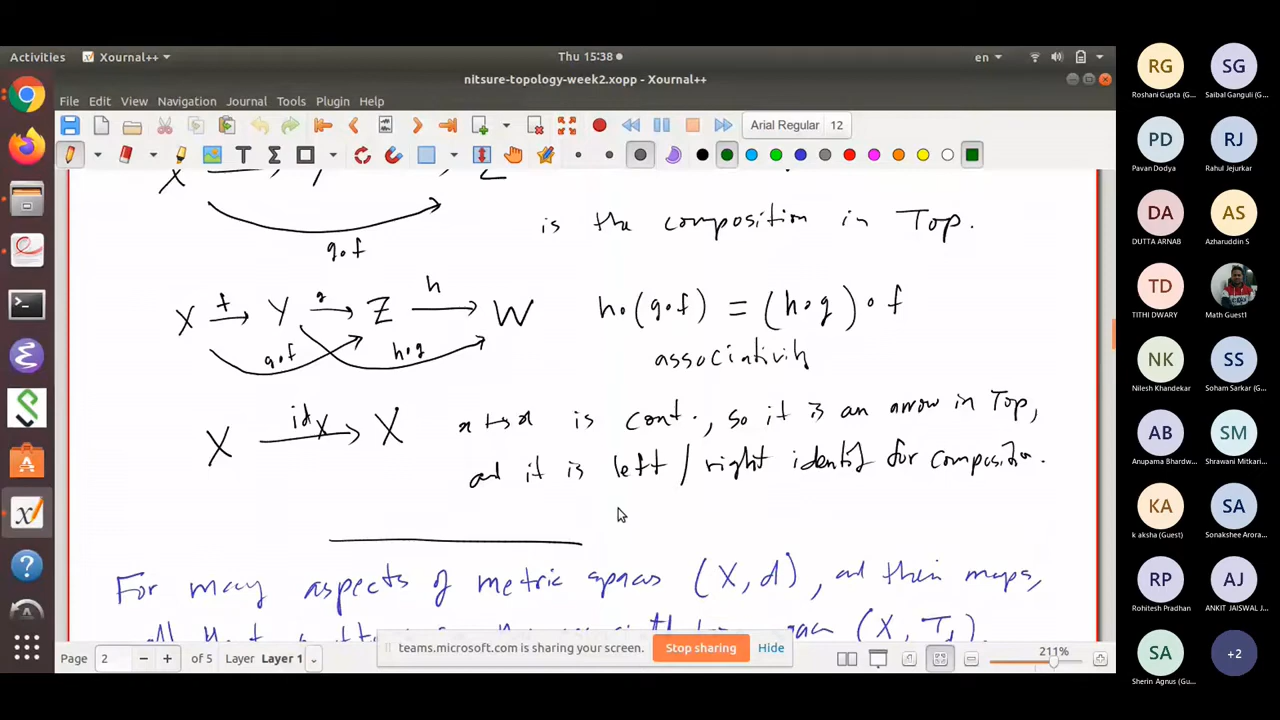 Activities Xournal++ Thu 15:38 en
nitsure-topology-week2.xopp - Xournal++
File Edit View Navigation Journal Tools Plugin Help
Arial Regular 12
X Y Z
g∘f
is the composition in Top.
X f Y g Z h W
g∘f h∘g
h∘(g∘f) = (h∘g)∘f
associativity
X id_X X
x ↦ x is cont., so it is an arrow in Top,
and it is left / right identity for composition.
For many aspects of metric spaces (X, d), and their maps,
(X, T_d).
teams.microsoft.com is sharing your screen. Stop sharing Hide
Page 2 of 5 Layer Layer 1 211%
RG SG
Roshani Gupta (G... Saibal Ganguli (G...
PD RJ
Pavan Dodya Rahul Jejurkar
DA AS
DUTTA ARNAB Azharuddin S
TD
TITHI DWARY Math Guest1
NK SS
Nilesh Khandekar Soham Sarkar (G...
AB SM
Anupama Bhardw... Shrawani Mitkari...
KA SA
k aksha (Guest) Sonakshee Arora...
RP AJ
Rohitesh Pradhan ANKIT JAISWAL J...
SA +2
Sherin Agnus (Gu...